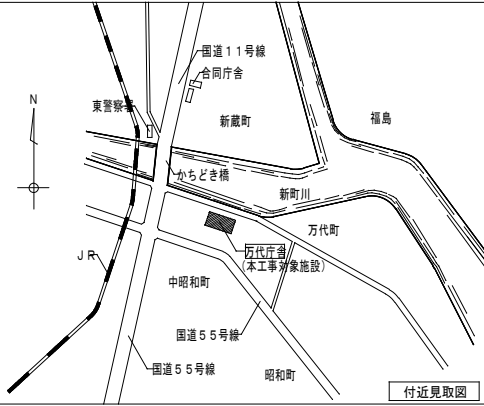 国道１１号線
合同庁舎
東警察署
新蔵町
福島
N
かちどき橋
新町川
万代町
万代庁舎
(本工事対象施設)
ＪＲ
中昭和町
国道５５号線
国道５５号線
昭和町
付近見取図